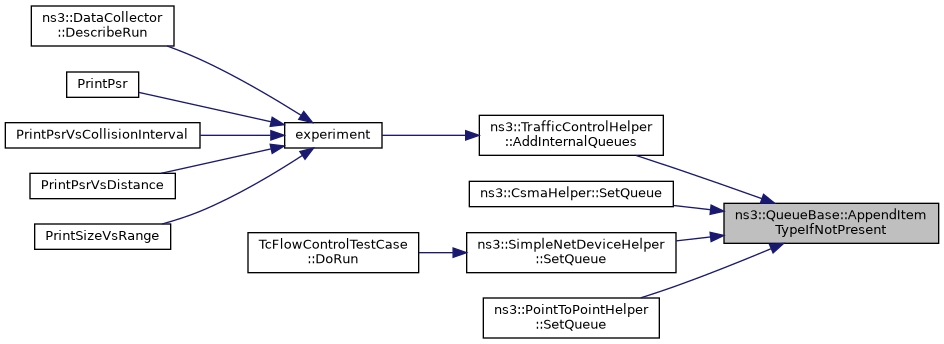 ns3::DataCollector
::DescribeRun
PrintPsr
PrintPsrVsCollisionInterval
PrintPsrVsDistance
PrintSizeVsRange
experiment
TcFlowControlTestCase
::DoRun
ns3::TrafficControlHelper
::AddInternalQueues
ns3::CsmaHelper::SetQueue
ns3::SimpleNetDeviceHelper
::SetQueue
ns3::PointToPointHelper
::SetQueue
ns3::QueueBase::AppendItem
TypeIfNotPresent